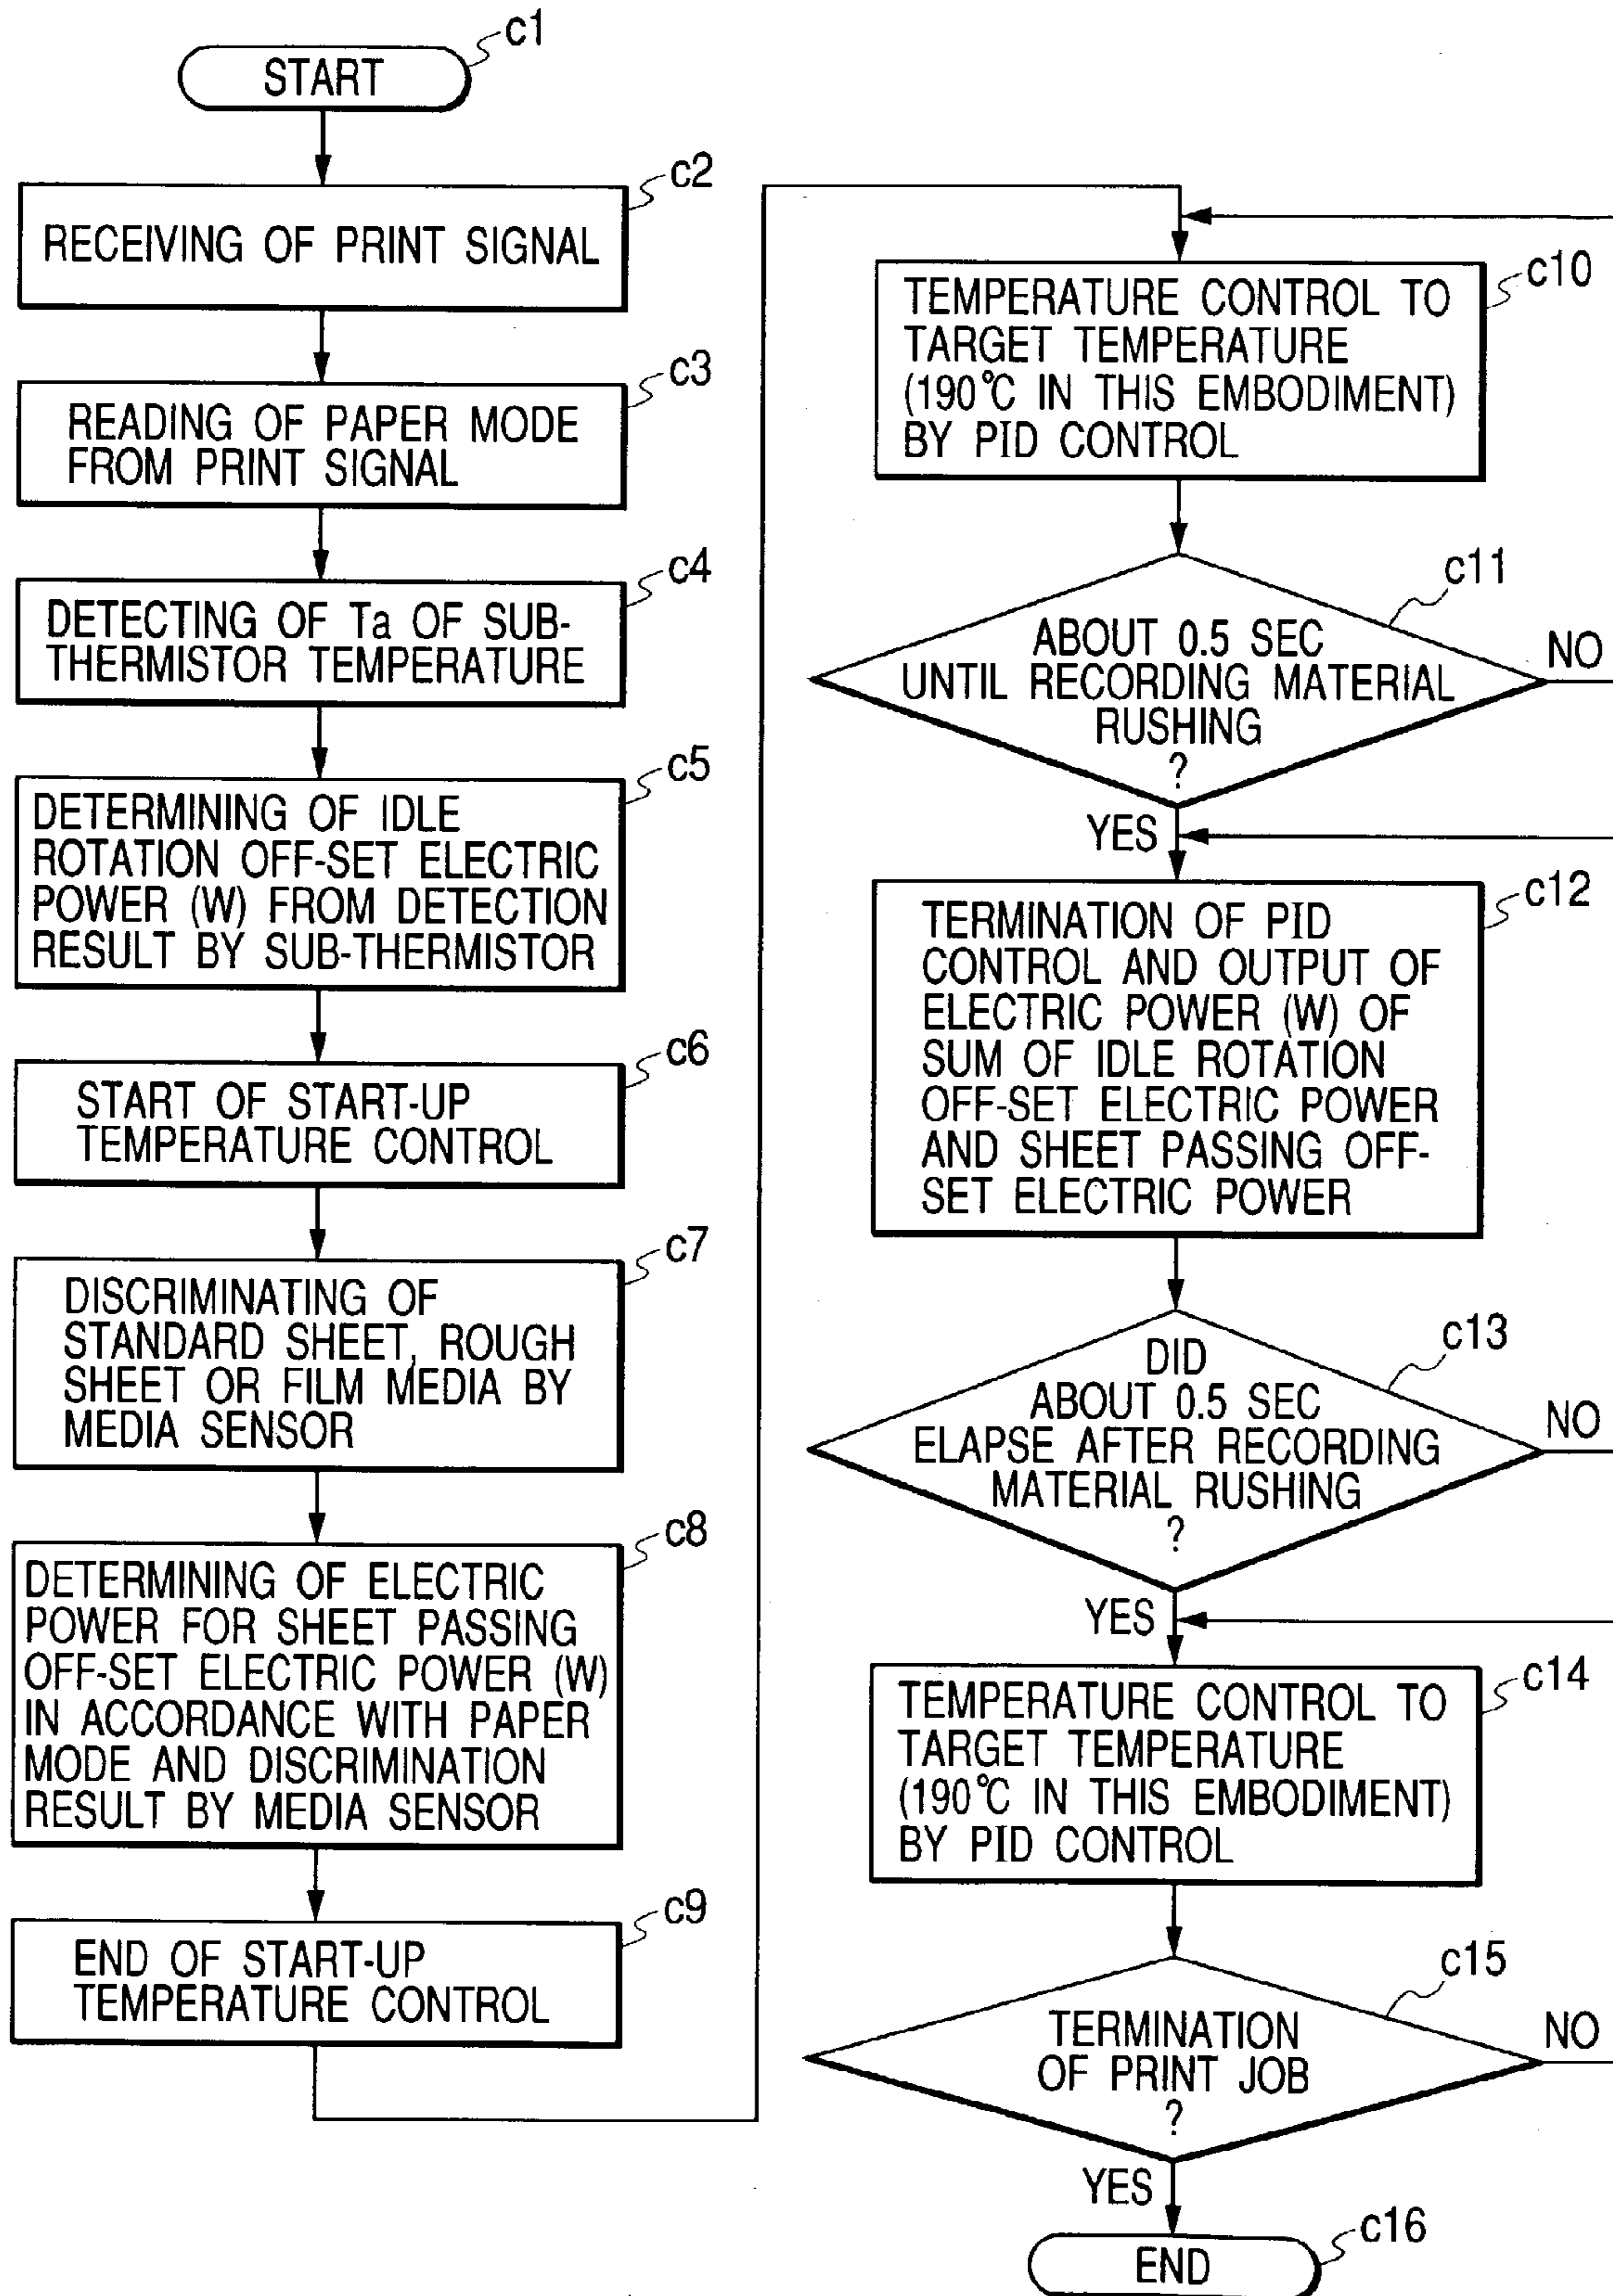 c1
START
c2
RECEIVING OF PRINT SIGNAL
c3
READING OF PAPER MODE
FROM PRINT SIGNAL
c4
DETECTING OF Ta OF SUB-
THERMISTOR TEMPERATURE
c5
DETERMINING OF IDLE
ROTATION OFF-SET ELECTRIC
POWER (W) FROM DETECTION
RESULT BY SUB-THERMISTOR
c6
START OF START-UP
TEMPERATURE CONTROL
c7
DISCRIMINATING OF
STANDARD SHEET, ROUGH
SHEET OR FILM MEDIA BY
MEDIA SENSOR
c8
DETERMINING OF ELECTRIC
POWER FOR SHEET PASSING
OFF-SET ELECTRIC POWER (W)
IN ACCORDANCE WITH PAPER
MODE AND DISCRIMINATION
RESULT BY MEDIA SENSOR
c9
END OF START-UP
TEMPERATURE CONTROL
c10
TEMPERATURE CONTROL TO
TARGET TEMPERATURE
(190℃ IN THIS EMBODIMENT)
BY PID CONTROL
c11
ABOUT 0.5 SEC
UNTIL RECORDING MATERIAL
RUSHING
?
NO
YES
c12
TERMINATION OF PID
CONTROL AND OUTPUT OF
ELECTRIC POWER (W) OF
SUM OF IDLE ROTATION
OFF-SET ELECTRIC POWER
AND SHEET PASSING OFF-
SET ELECTRIC POWER
c13
DID
ABOUT 0.5 SEC
ELAPSE AFTER RECORDING
MATERIAL RUSHING
?
NO
YES
c14
TEMPERATURE CONTROL TO
TARGET TEMPERATURE
(190℃ IN THIS EMBODIMENT)
BY PID CONTROL
c15
TERMINATION
OF PRINT JOB
?
NO
YES
c16
END